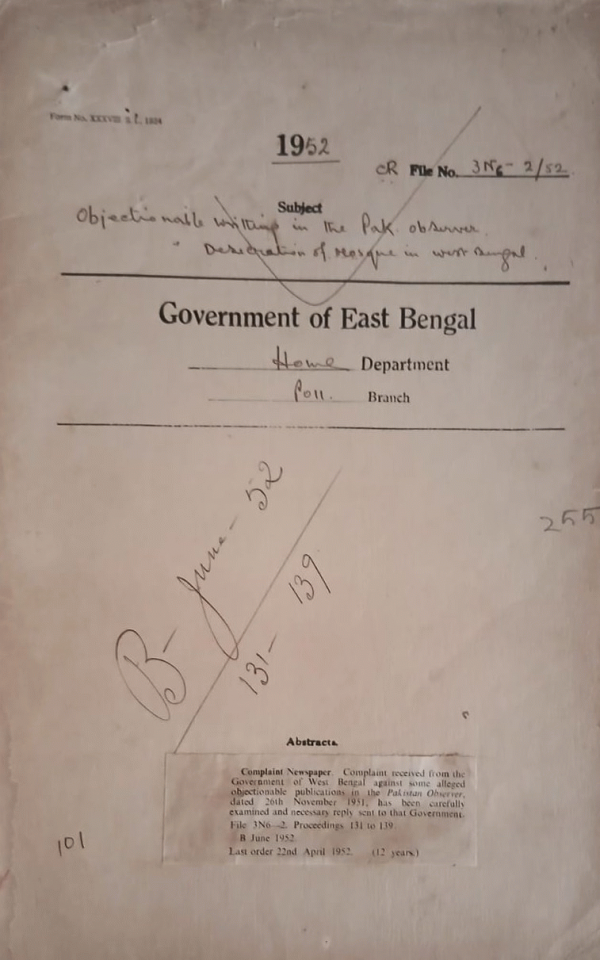 Form No. XXXVIII
1952
CR File No. 3N6- 2/52
Subject
Objectionable writting in the Pak observer.
" Desecration of Mosque in west Bengal.
Government of East Bengal
Home Department
Poll. Branch
B- June- 52
131- 139
255
Abstracts.
Complaint Newspaper. Complaint received from the
Government of West Bengal against some alleged
objectionable publications in the Pakistan Observer,
dated 26th November 1951, has been carefully
examined and necessary reply sent to that Government.
File 3N6-2. Proceedings 131 to 139.
B June 1952.
Last order 22nd April 1952. (12 years.)
101